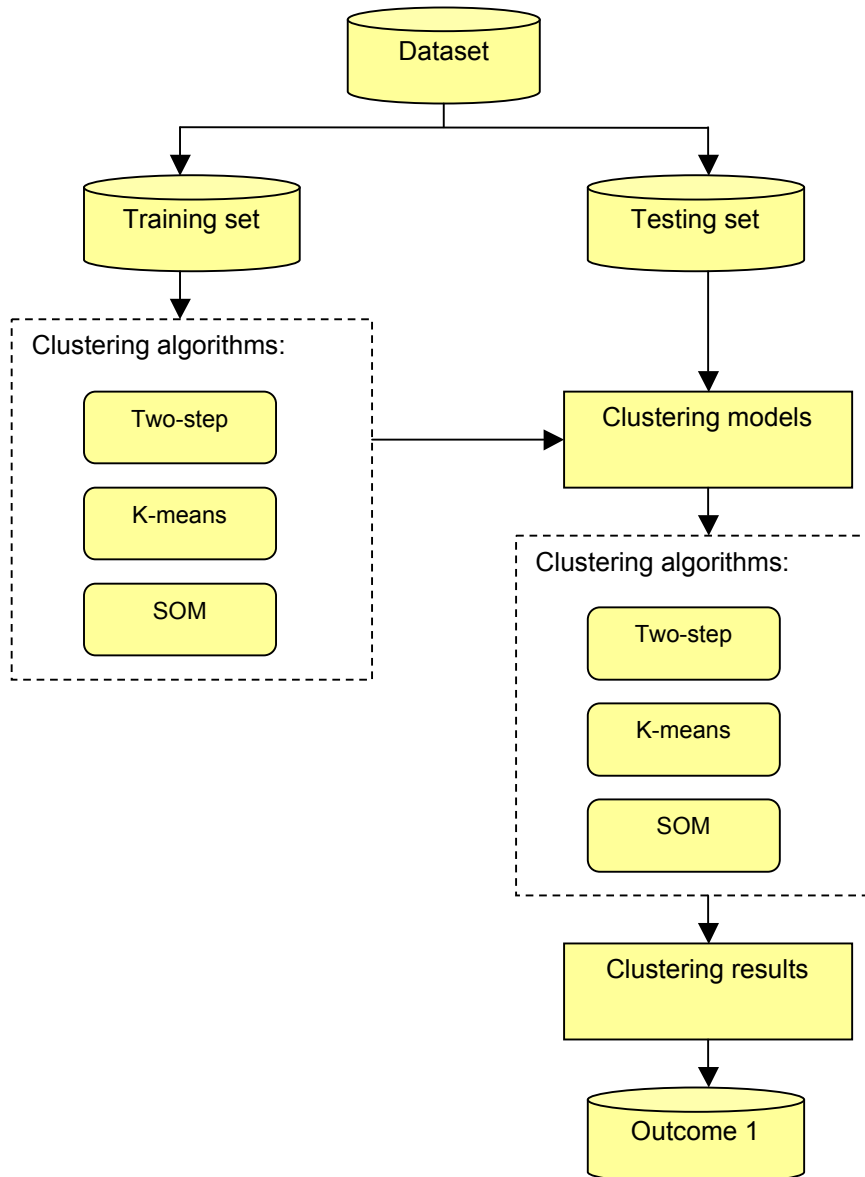 Dataset
Training set
Testing set
Clustering algorithms:
Two-step
K-means
SOM
Clustering models
Clustering algorithms:
Two-step
K-means
SOM
Clustering results
Outcome 1